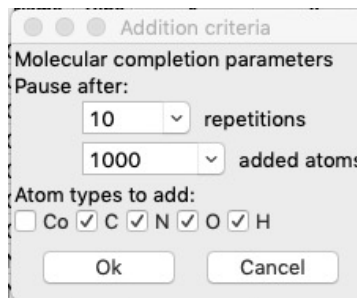 Addition criteria
Molecular completion parameters
Pause after:
10 repetitions
1000 added atoms
Atom types to add:
Co C N O H
Ok Cancel